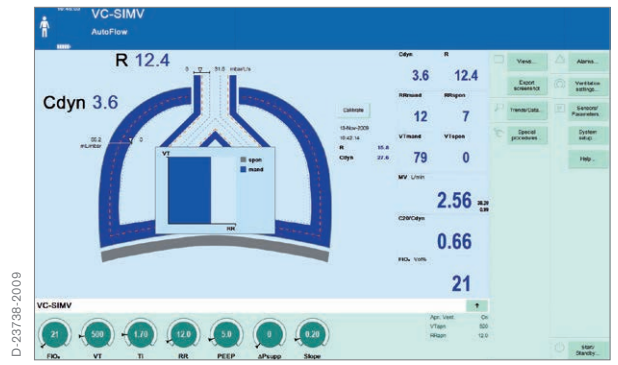 VC-SIMV
AutoFlow
R 12.4
Cdyn 3.6
VT
spon
mand
RR
Calibrate
R
Cdyn
Cdyn R
3.6 12.4
RRmand RRspon
12 7
VTmand VTspon
79 0
MV L/min
2.56
C20/Cdyn
0.66
FiO₂ Vol%
21
Views...
Export screenshot
Trends/Data...
Special procedures...
Alarms...
Ventilation settings...
Sensors/ Parameters...
System setup...
Help...
VC-SIMV
?
21 500 1.70 12.0 5.0 0 0.20
FiO₂ VT Ti RR PEEP ΔPsupp Slope
Apn. Vent. On
VTapn 500
RRapn 12.0
Start/ Standby...
D-23738-2009